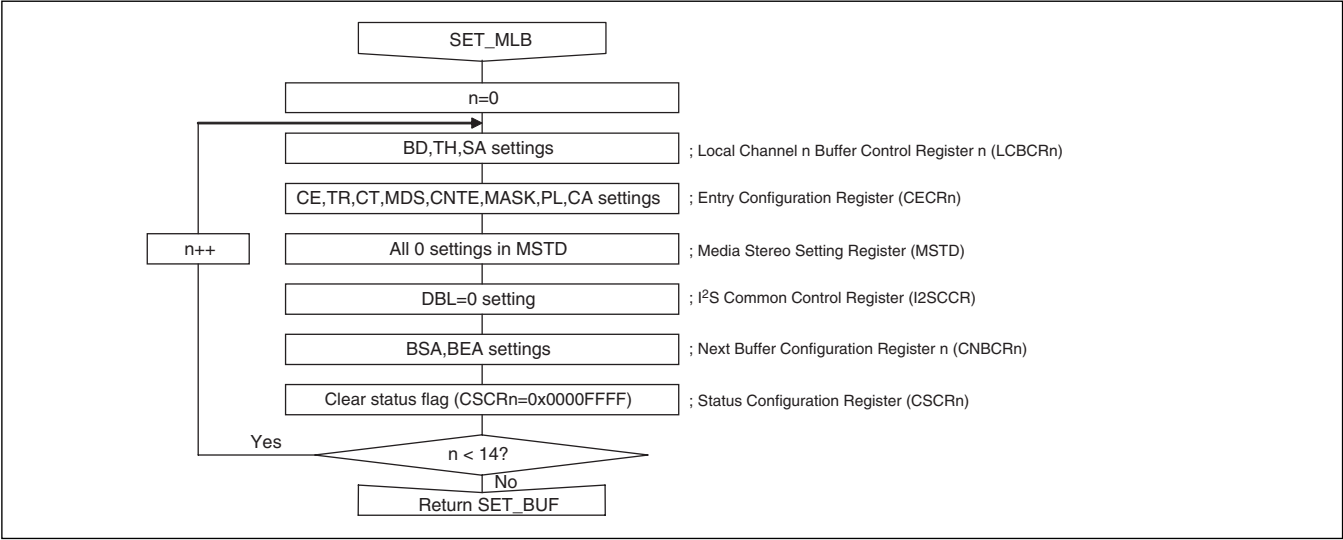 SET_MLB
n=0
BD,TH,SA settings ; Local Channel n Buffer Control Register n (LCBCRn)
CE,TR,CT,MDS,CNTE,MASK,PL,CA settings ; Entry Configuration Register (CECRn)
n++ All 0 settings in MSTD ; Media Stereo Setting Register (MSTD)
DBL=0 setting ; I²S Common Control Register (I2SCCR)
BSA,BEA settings ; Next Buffer Configuration Register n (CNBCRn)
Clear status flag (CSCRn=0x0000FFFF) ; Status Configuration Register (CSCRn)
Yes
n < 14?
No
Return SET_BUF